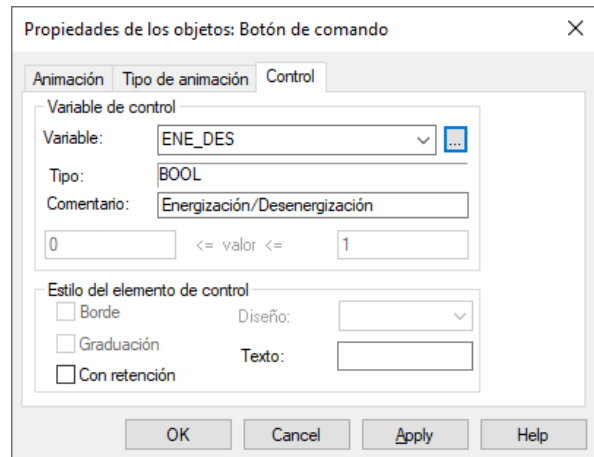 Propiedades de los objetos: Botón de comando
Animación Tipo de animación Control
Variable de control
Variable: ENE_DES ...
Tipo: BOOL
Comentario: Energización/Desenergización
0 <= valor <= 1
Estilo del elemento de control
Borde Diseño:
Graduación
Texto:
Con retención
OK Cancel Apply Help